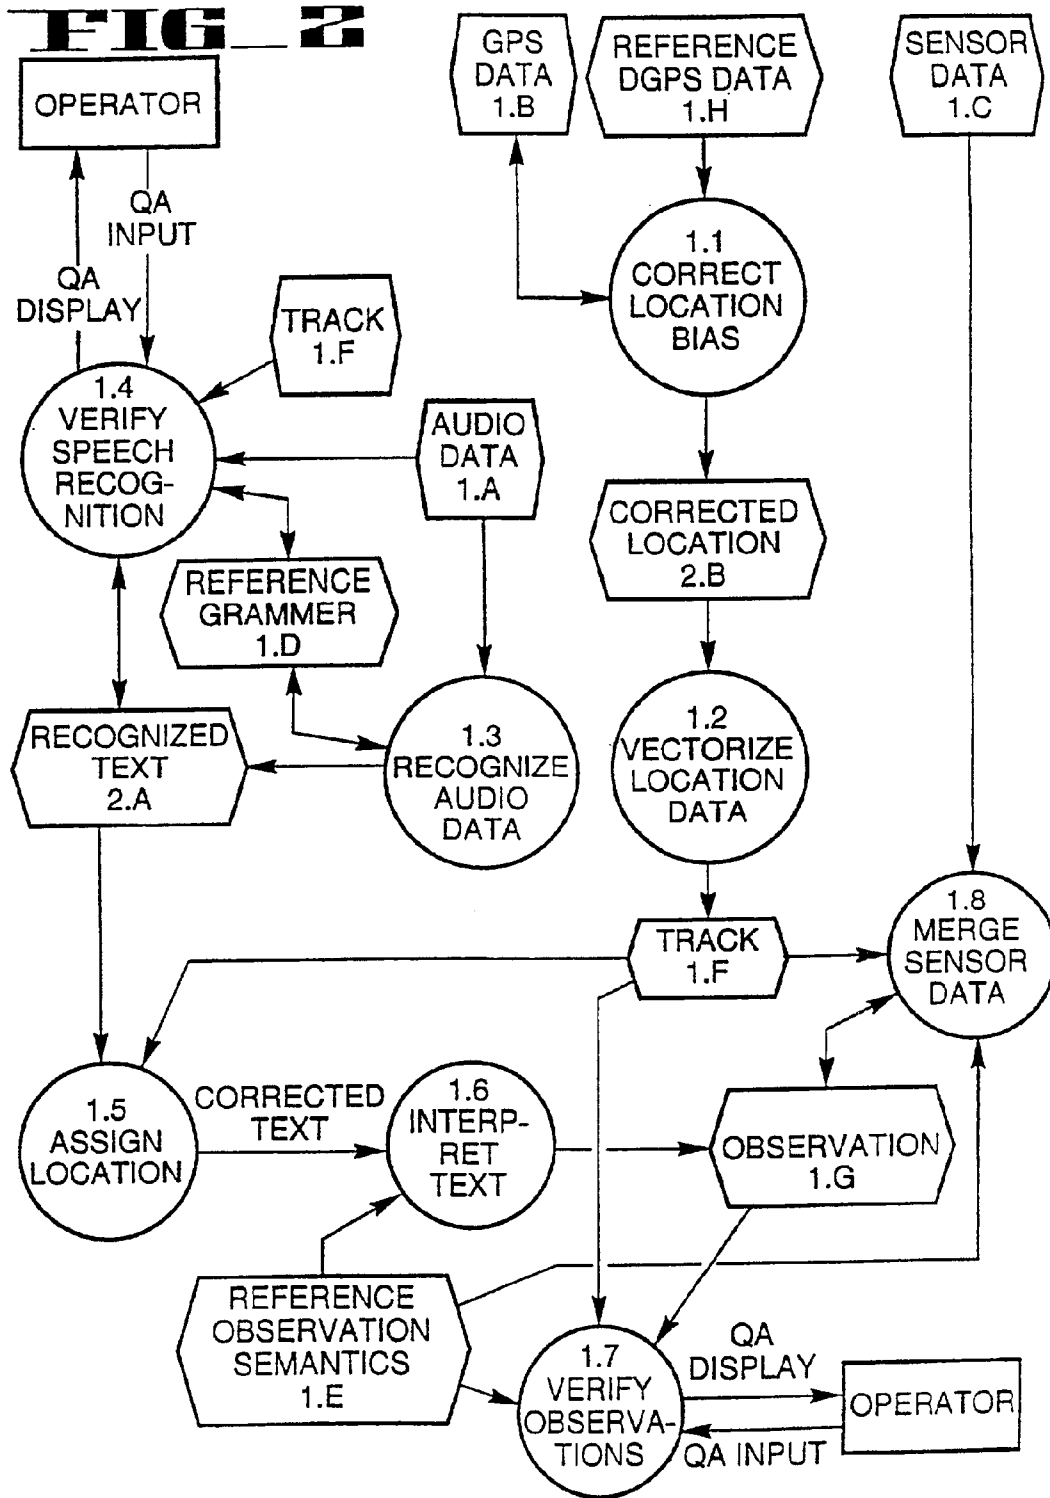 FIG_2
OPERATOR
GPS
DATA
1.B
REFERENCE
DGPS DATA
1.H
SENSOR
DATA
1.C
QA
INPUT
QA
DISPLAY
1.1
CORRECT
LOCATION
BIAS
TRACK
1.F
1.4
VERIFY
SPEECH
RECOG-
NITION
AUDIO
DATA
1.A
CORRECTED
LOCATION
2.B
REFERENCE
GRAMMER
1.D
RECOGNIZED
TEXT
2.A
1.3
RECOGNIZE
AUDIO
DATA
1.2
VECTORIZE
LOCATION
DATA
TRACK
1.F
1.8
MERGE
SENSOR
DATA
1.5
ASSIGN
LOCATION
CORRECTED
TEXT
1.6
INTERP-
RET
TEXT
OBSERVATION
1.G
REFERENCE
OBSERVATION
SEMANTICS
1.E
1.7
VERIFY
OBSERVA-
TIONS
QA
DISPLAY
QA INPUT
OPERATOR